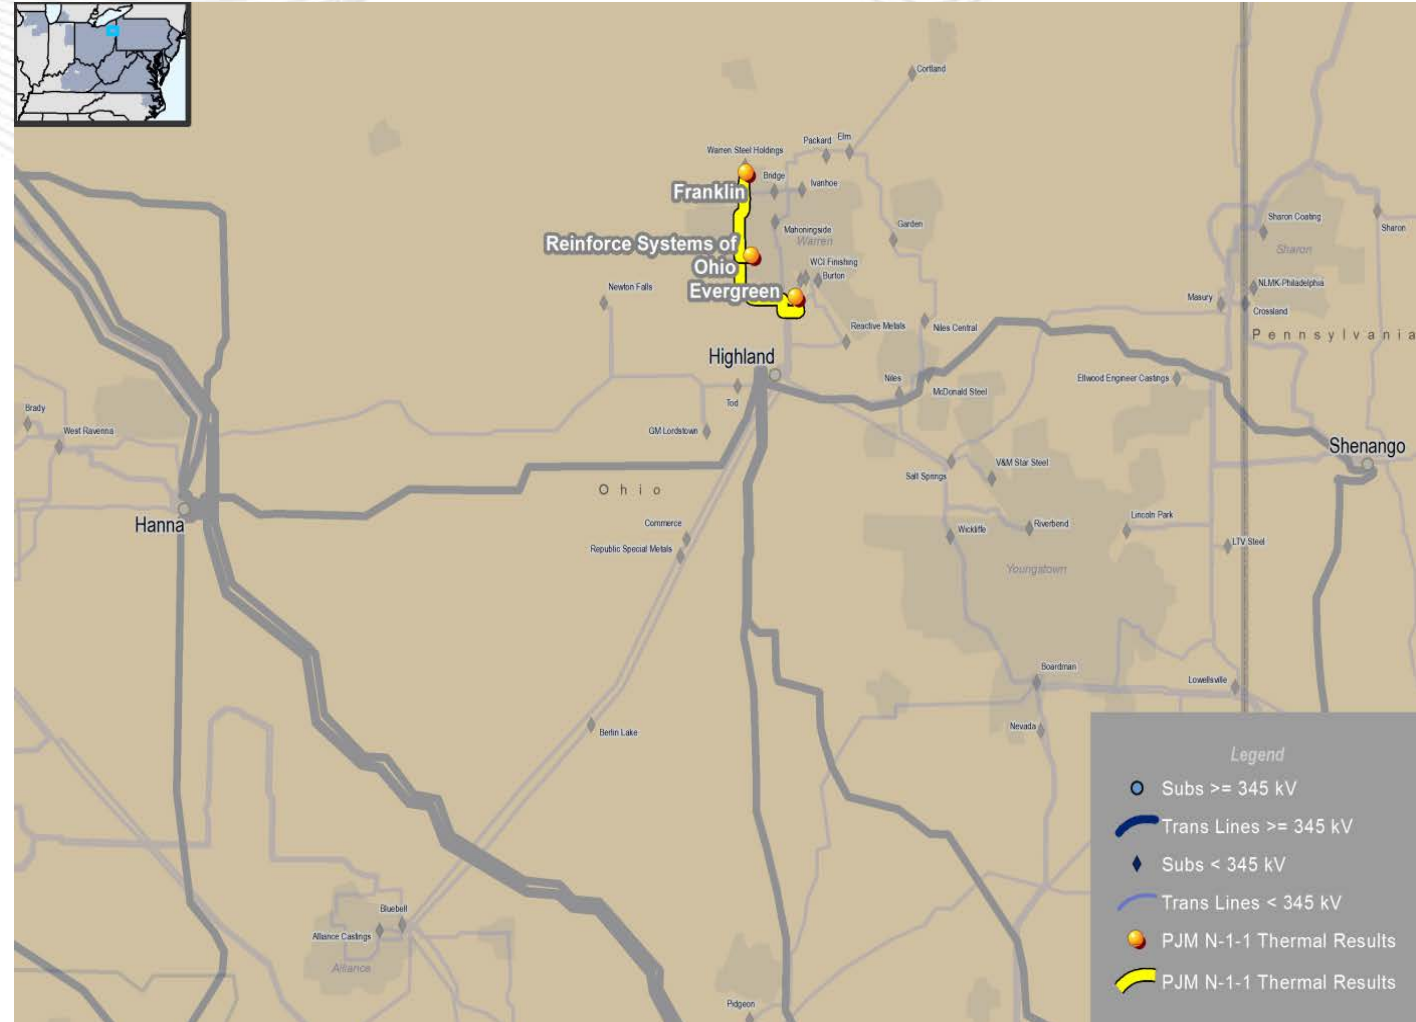 Cortland
Packard
Elm
Warren Steel Holdings
Bridge
Ivanhoe
Franklin
Mahoningside
Warren
Garden
Sharon Coating
Sharon
Sharon
Reinforce Systems of
Ohio
WCI Finishing
Burton
Evergreen
Newton Falls
NLMK-Philadelphia
Masury
Crossland
Reactive Metals
Niles Central
Pennsylvania
Highland
Niles
McDonald Steel
Ellwood Engineer Castings
Tod
Brady
West Ravenna
GM Lordstown
Shenango
Salt Springs
V&M Star Steel
Ohio
Hanna
Commerce
Republic Special Metals
Wickliffe
Riverbend
Lincoln Park
LTV Steel
Youngstown
Boardman
Lowellsville
Nevada
Berlin Lake
Bluebell
Alliance Castings
Alliance
Pidgeon
Legend
Subs >= 345 kV
Trans Lines >= 345 kV
Subs < 345 kV
Trans Lines < 345 kV
PJM N-1-1 Thermal Results
PJM N-1-1 Thermal Results